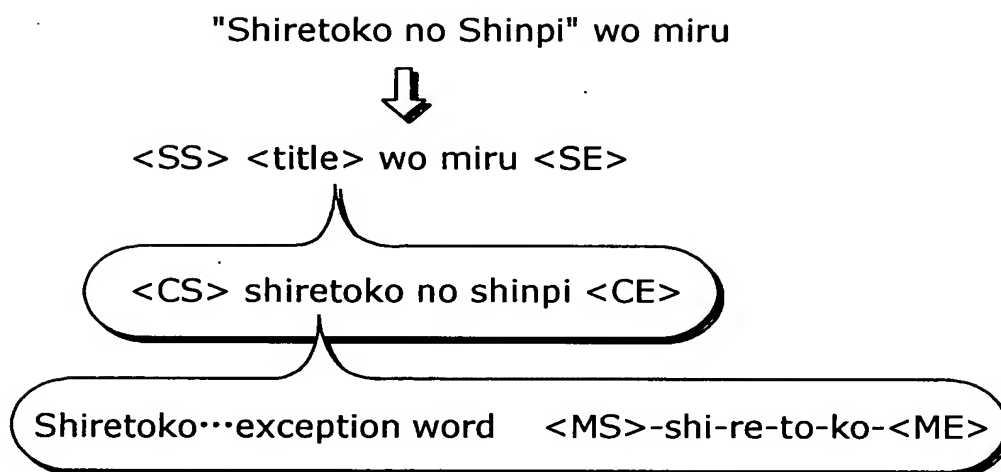 "Shiretoko no Shinpi" wo miru
<SS> <title> wo miru <SE>
<CS> shiretoko no shinpi <CE>
Shiretoko⋯exception word <MS>-shi-re-to-ko-<ME>